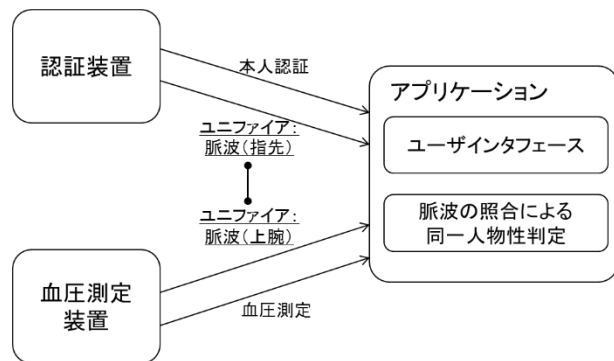 認証装置
本人認証
アプリケーション
ユニファイア：
脈波（指先）
ユーザインタフェース
ユニファイア：
脈波（上腕）
脈波の照合による
同一人物性判定
血圧測定
装置
血圧測定